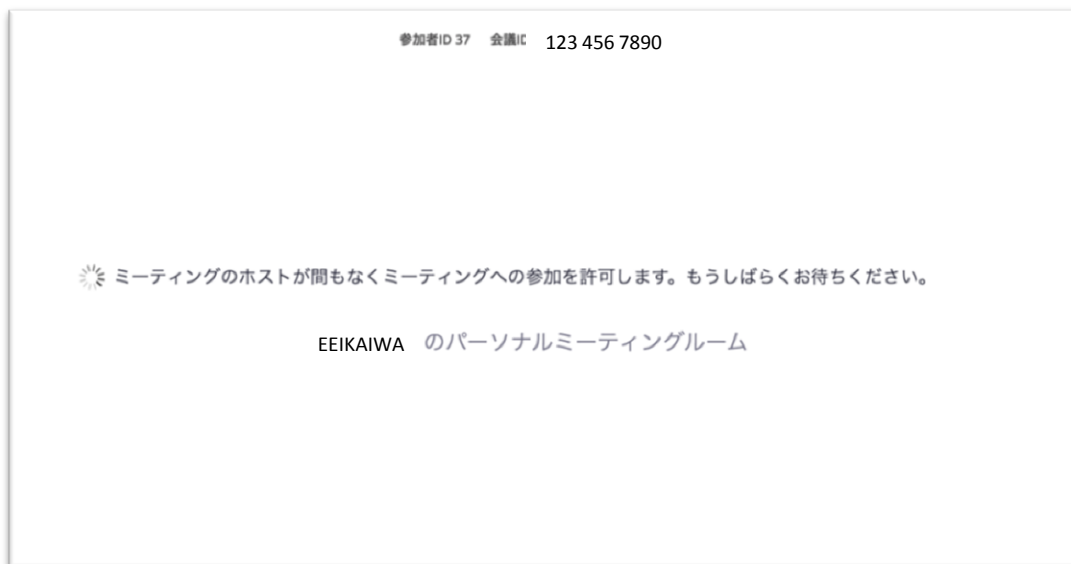 参加者ID 37 会議ID 123 456 7890
ミーティングのホストが間もなくミーティングへの参加を許可します。もうしばらくお待ちください。
EEIKAIWA のパーソナルミーティングルーム